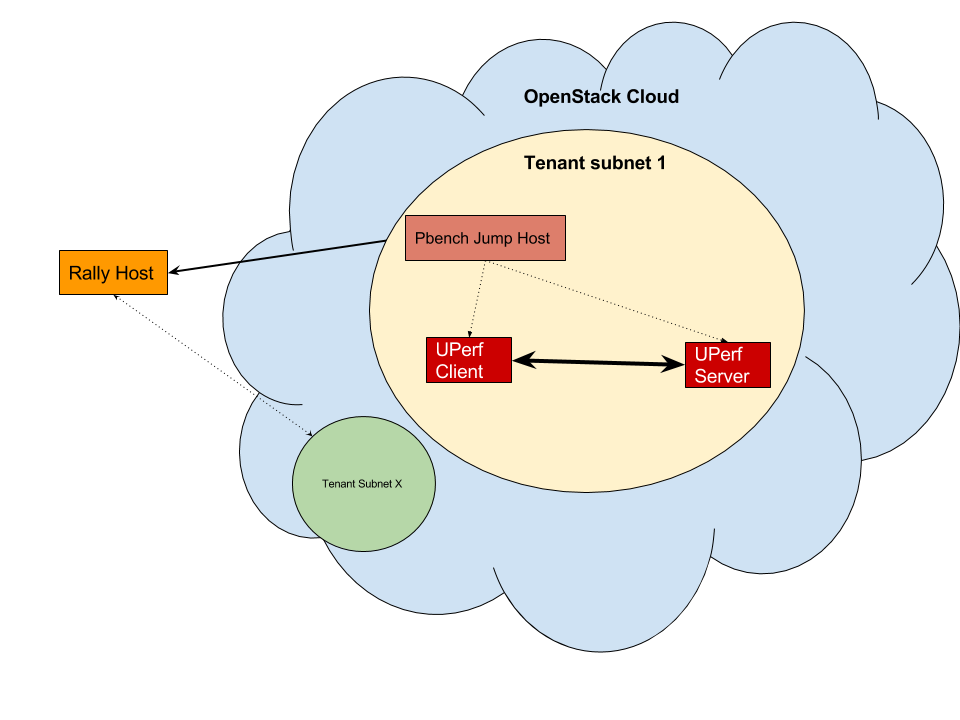 OpenStack Cloud
Tenant subnet 1
Pbench Jump Host
Rally Host
UPerf
Client
UPerf
Server
Tenant Subnet X